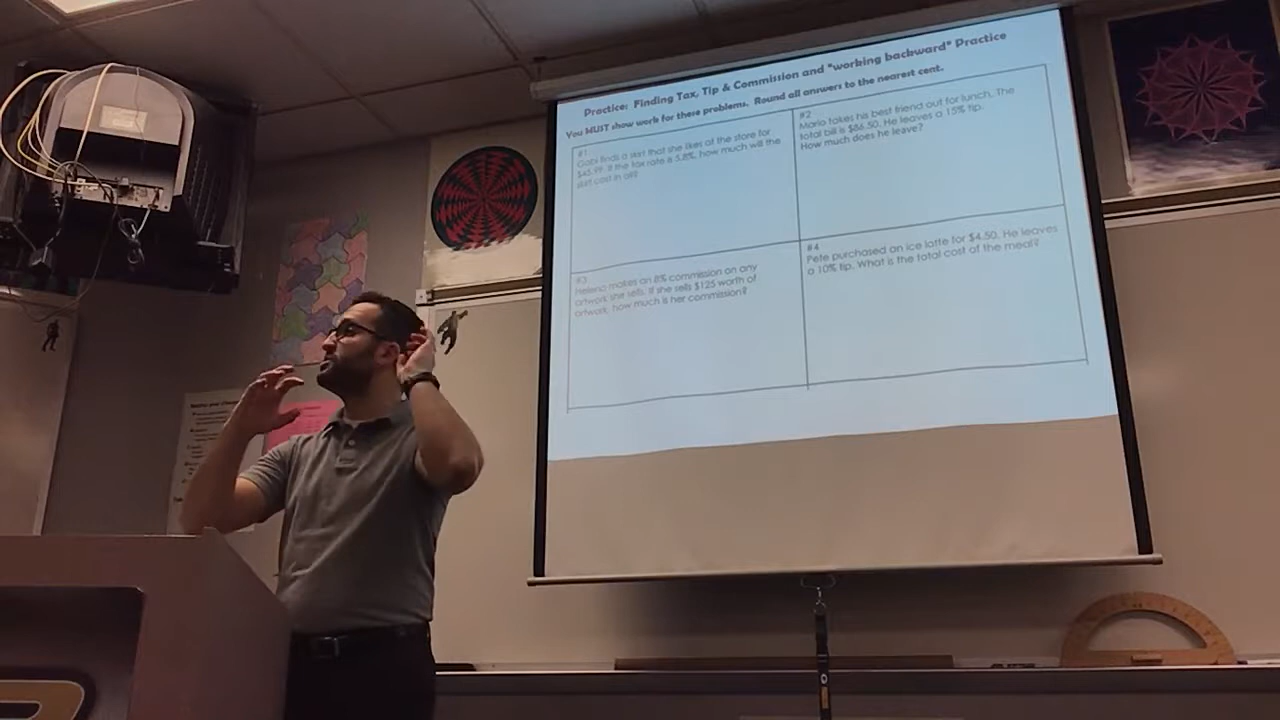 Practice: Finding Tax, Tip & Commission and "working backward" Practice
You MUST show work for these problems. Round all answers to the nearest cent.
#1
Gabi finds a skirt that she likes at the store for
$45.99. If the tax rate is 5.8%, how much will the
skirt cost in all?
#2
Mario takes his best friend out for lunch. The
total bill is $86.50. He leaves a 15% tip.
How much does he leave?
#3
Helena makes an 8% commission on any
artwork she sells. If she sells $125 worth of
artwork, how much is her commission?
#4
Pete purchased an ice latte for $4.50. He leaves
a 10% tip. What is the total cost of the meal?